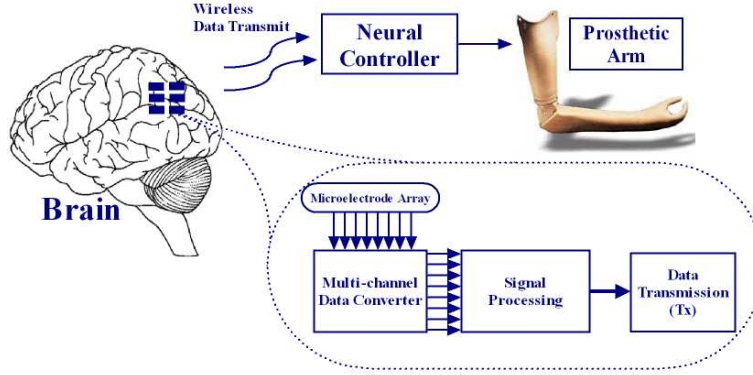 Wireless
Data Transmit
Neural
Controller
Prosthetic
Arm
Brain
Microelectrode Array
Multi-channel
Data Converter
Signal
Processing
Data
Transmission
(Tx)